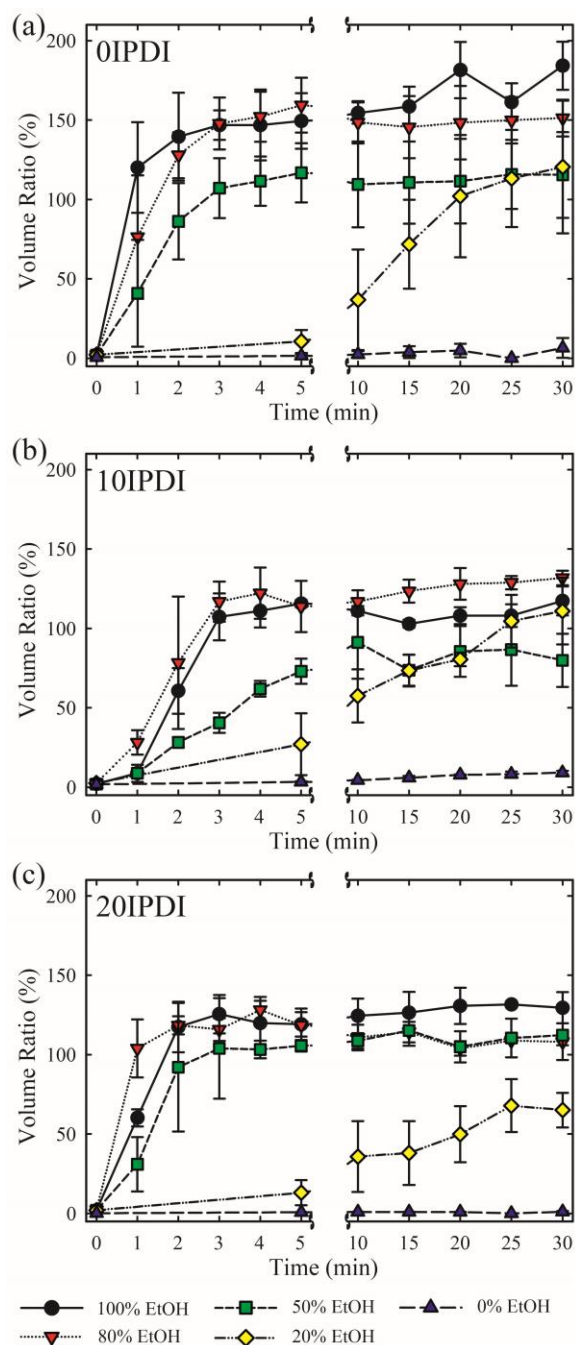 (a)
0IPDI
Volume Ratio (%)
200
150
100
50
0
0 1 2 3 4 5 10 15 20 25 30
Time (min)
(b)
10IPDI
Volume Ratio (%)
200
150
100
50
0
0 1 2 3 4 5 10 15 20 25 30
Time (min)
(c)
20IPDI
Volume Ratio (%)
200
150
100
50
0
0 1 2 3 4 5 10 15 20 25 30
Time (min)
100% EtOH 50% EtOH 0% EtOH
80% EtOH 20% EtOH